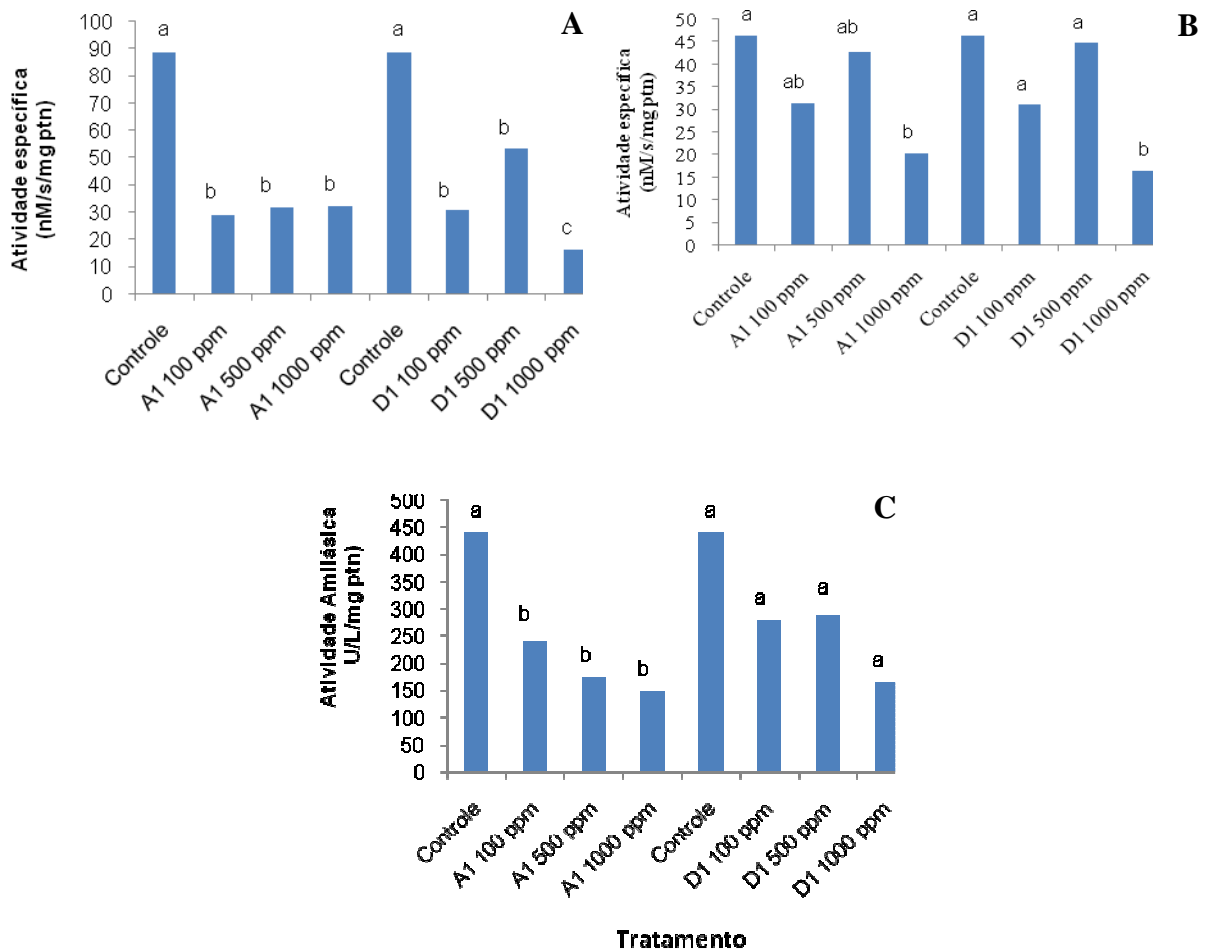 A
Atividade específica
(nM/s/mg ptn)
100
90
80
70
60
50
40
30
20
10
0
a
b
b
b
a
b
b
c
Controle
A1 100 ppm
A1 500 ppm
A1 1000 ppm
Controle
D1 100 ppm
D1 500 ppm
D1 1000 ppm
B
Atividade específica
(nM/s/mg ptn)
50
45
40
35
30
25
20
15
10
5
0
a
ab
ab
b
a
a
a
b
Controle
A1 100 ppm
A1 500 ppm
A1 1000 ppm
Controle
D1 100 ppm
D1 500 ppm
D1 1000 ppm
C
Atividade Amilásica
U/L/mg ptn)
500
450
400
350
300
250
200
150
100
50
0
a
b
b
b
a
a
a
a
Controle
A1 100 ppm
A1 500 ppm
A1 1000 ppm
Controle
D1 100 ppm
D1 500 ppm
D1 1000 ppm
Tratamento